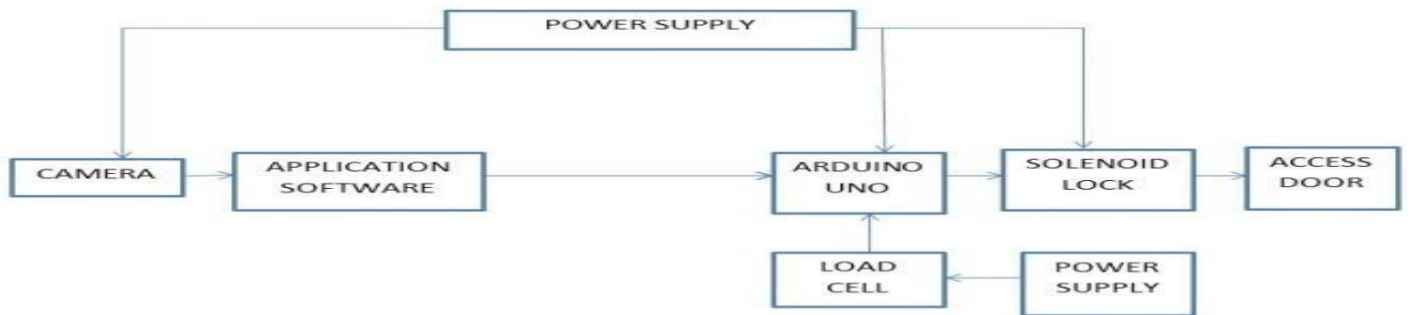 POWER SUPPLY
CAMERA
APPLICATION
SOFTWARE
ARDUINO
UNO
SOLENOID
LOCK
ACCESS
DOOR
LOAD
CELL
POWER
SUPPLY